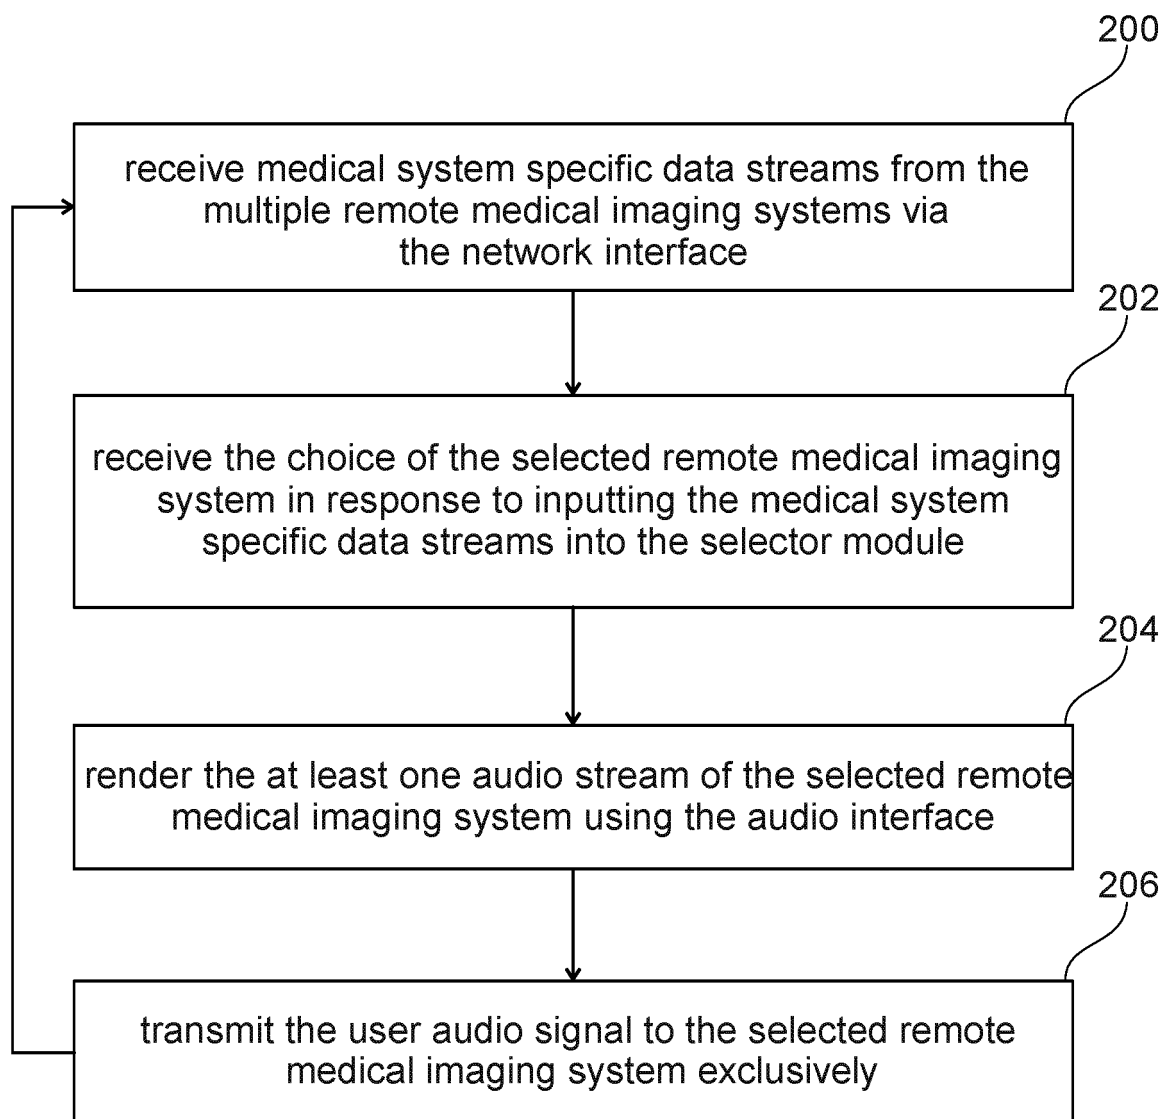 200
receive medical system specific data streams from the
multiple remote medical imaging systems via
the network interface
202
receive the choice of the selected remote medical imaging
system in response to inputting the medical system
specific data streams into the selector module
204
render the at least one audio stream of the selected remote
medical imaging system using the audio interface
206
transmit the user audio signal to the selected remote
medical imaging system exclusively